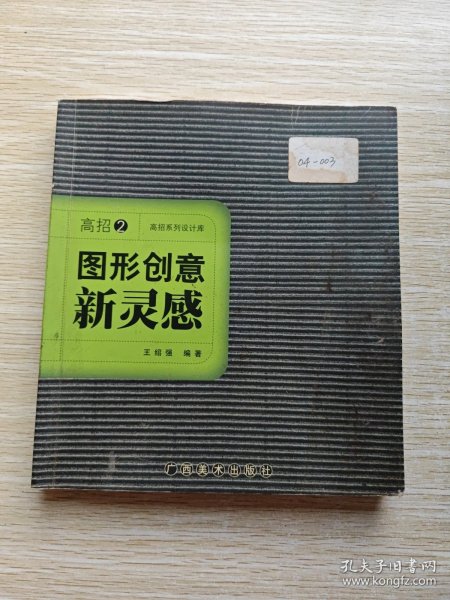 04-003
高招❷ 高招系列设计库
图形创意
新灵感
王绍强 编著
广西美术出版社
孔夫子旧书网
www.kongfz.com